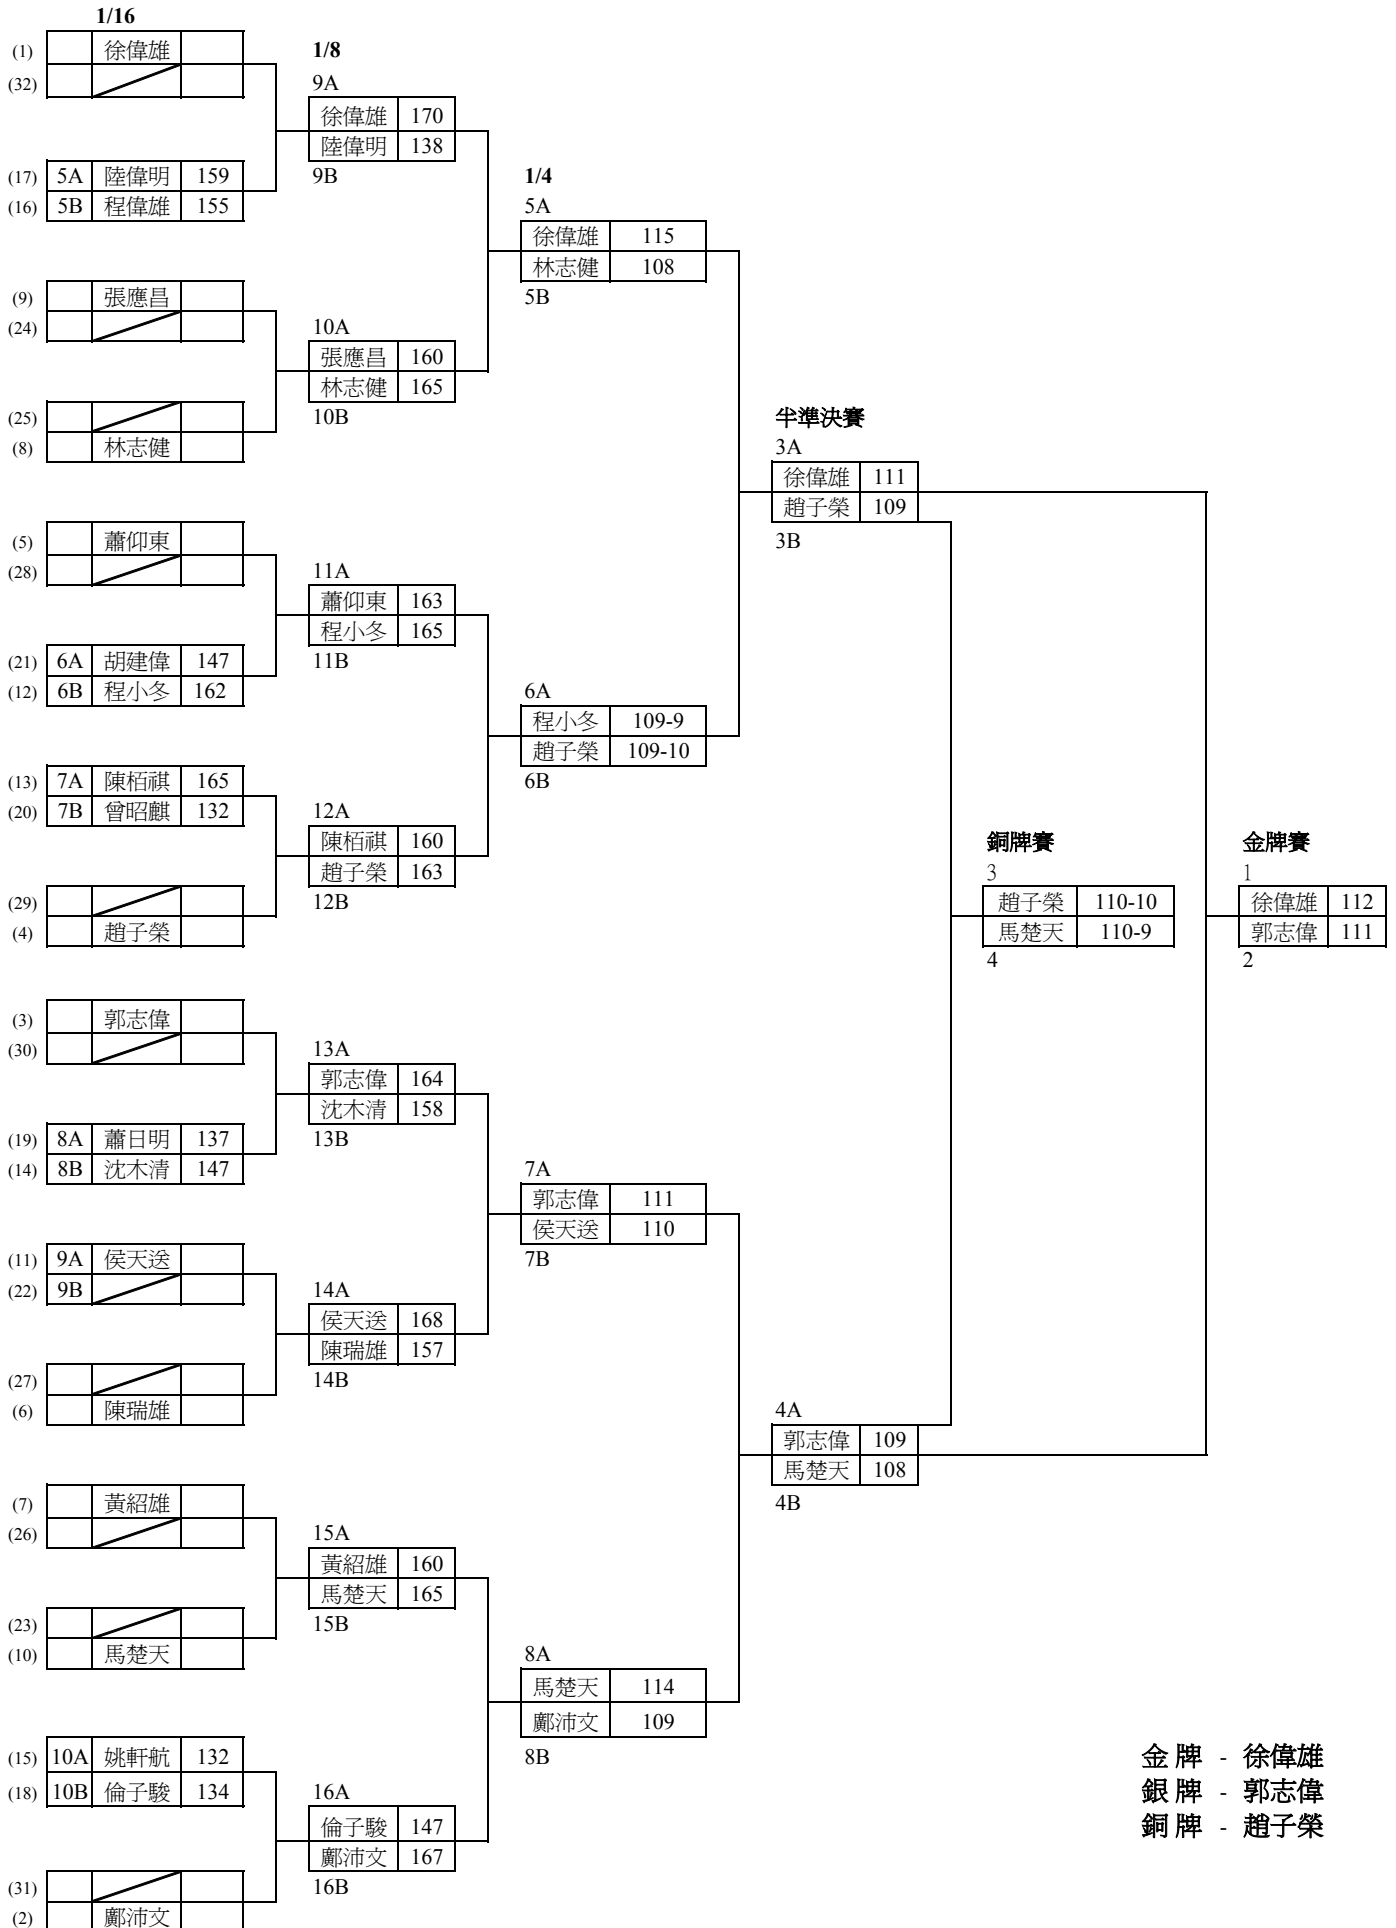 1/16
(1) 徐偉雄
(32)
(17) 5A 陸偉明 159
(16) 5B 程偉雄 155
(9) 張應昌
(24)
(25)
(8) 林志健
(5) 蕭仰東
(28)
(21) 6A 胡建偉 147
(12) 6B 程小冬 162
(13) 7A 陳栢祺 165
(20) 7B 曾昭麒 132
(29)
(4) 趙子榮
(3) 郭志偉
(30)
(19) 8A 蕭日明 137
(14) 8B 沈木清 147
(11) 9A 侯天送
(22) 9B
(27)
(6) 陳瑞雄
(7) 黃紹雄
(26)
(23)
(10) 馬楚天
(15) 10A 姚軒航 132
(18) 10B 倫子駿 134
(31)
(2) 鄺沛文
1/8
9A
徐偉雄 170
陸偉明 138
9B
10A
張應昌 160
林志健 165
10B
11A
蕭仰東 163
程小冬 165
11B
12A
陳栢祺 160
趙子榮 163
12B
13A
郭志偉 164
沈木清 158
13B
14A
侯天送 168
陳瑞雄 157
14B
15A
黃紹雄 160
馬楚天 165
15B
16A
倫子駿 147
鄺沛文 167
16B
1/4
5A
徐偉雄 115
林志健 108
5B
6A
程小冬 109-9
趙子榮 109-10
6B
7A
郭志偉 111
侯天送 110
7B
8A
馬楚天 114
鄺沛文 109
8B
半準決賽
3A
徐偉雄 111
趙子榮 109
3B
4A
郭志偉 109
馬楚天 108
4B
銅牌賽
3
趙子榮 110-10
馬楚天 110-9
4
金牌賽
1
徐偉雄 112
郭志偉 111
2
金 牌 - 徐偉雄
銀 牌 - 郭志偉
銅 牌 - 趙子榮